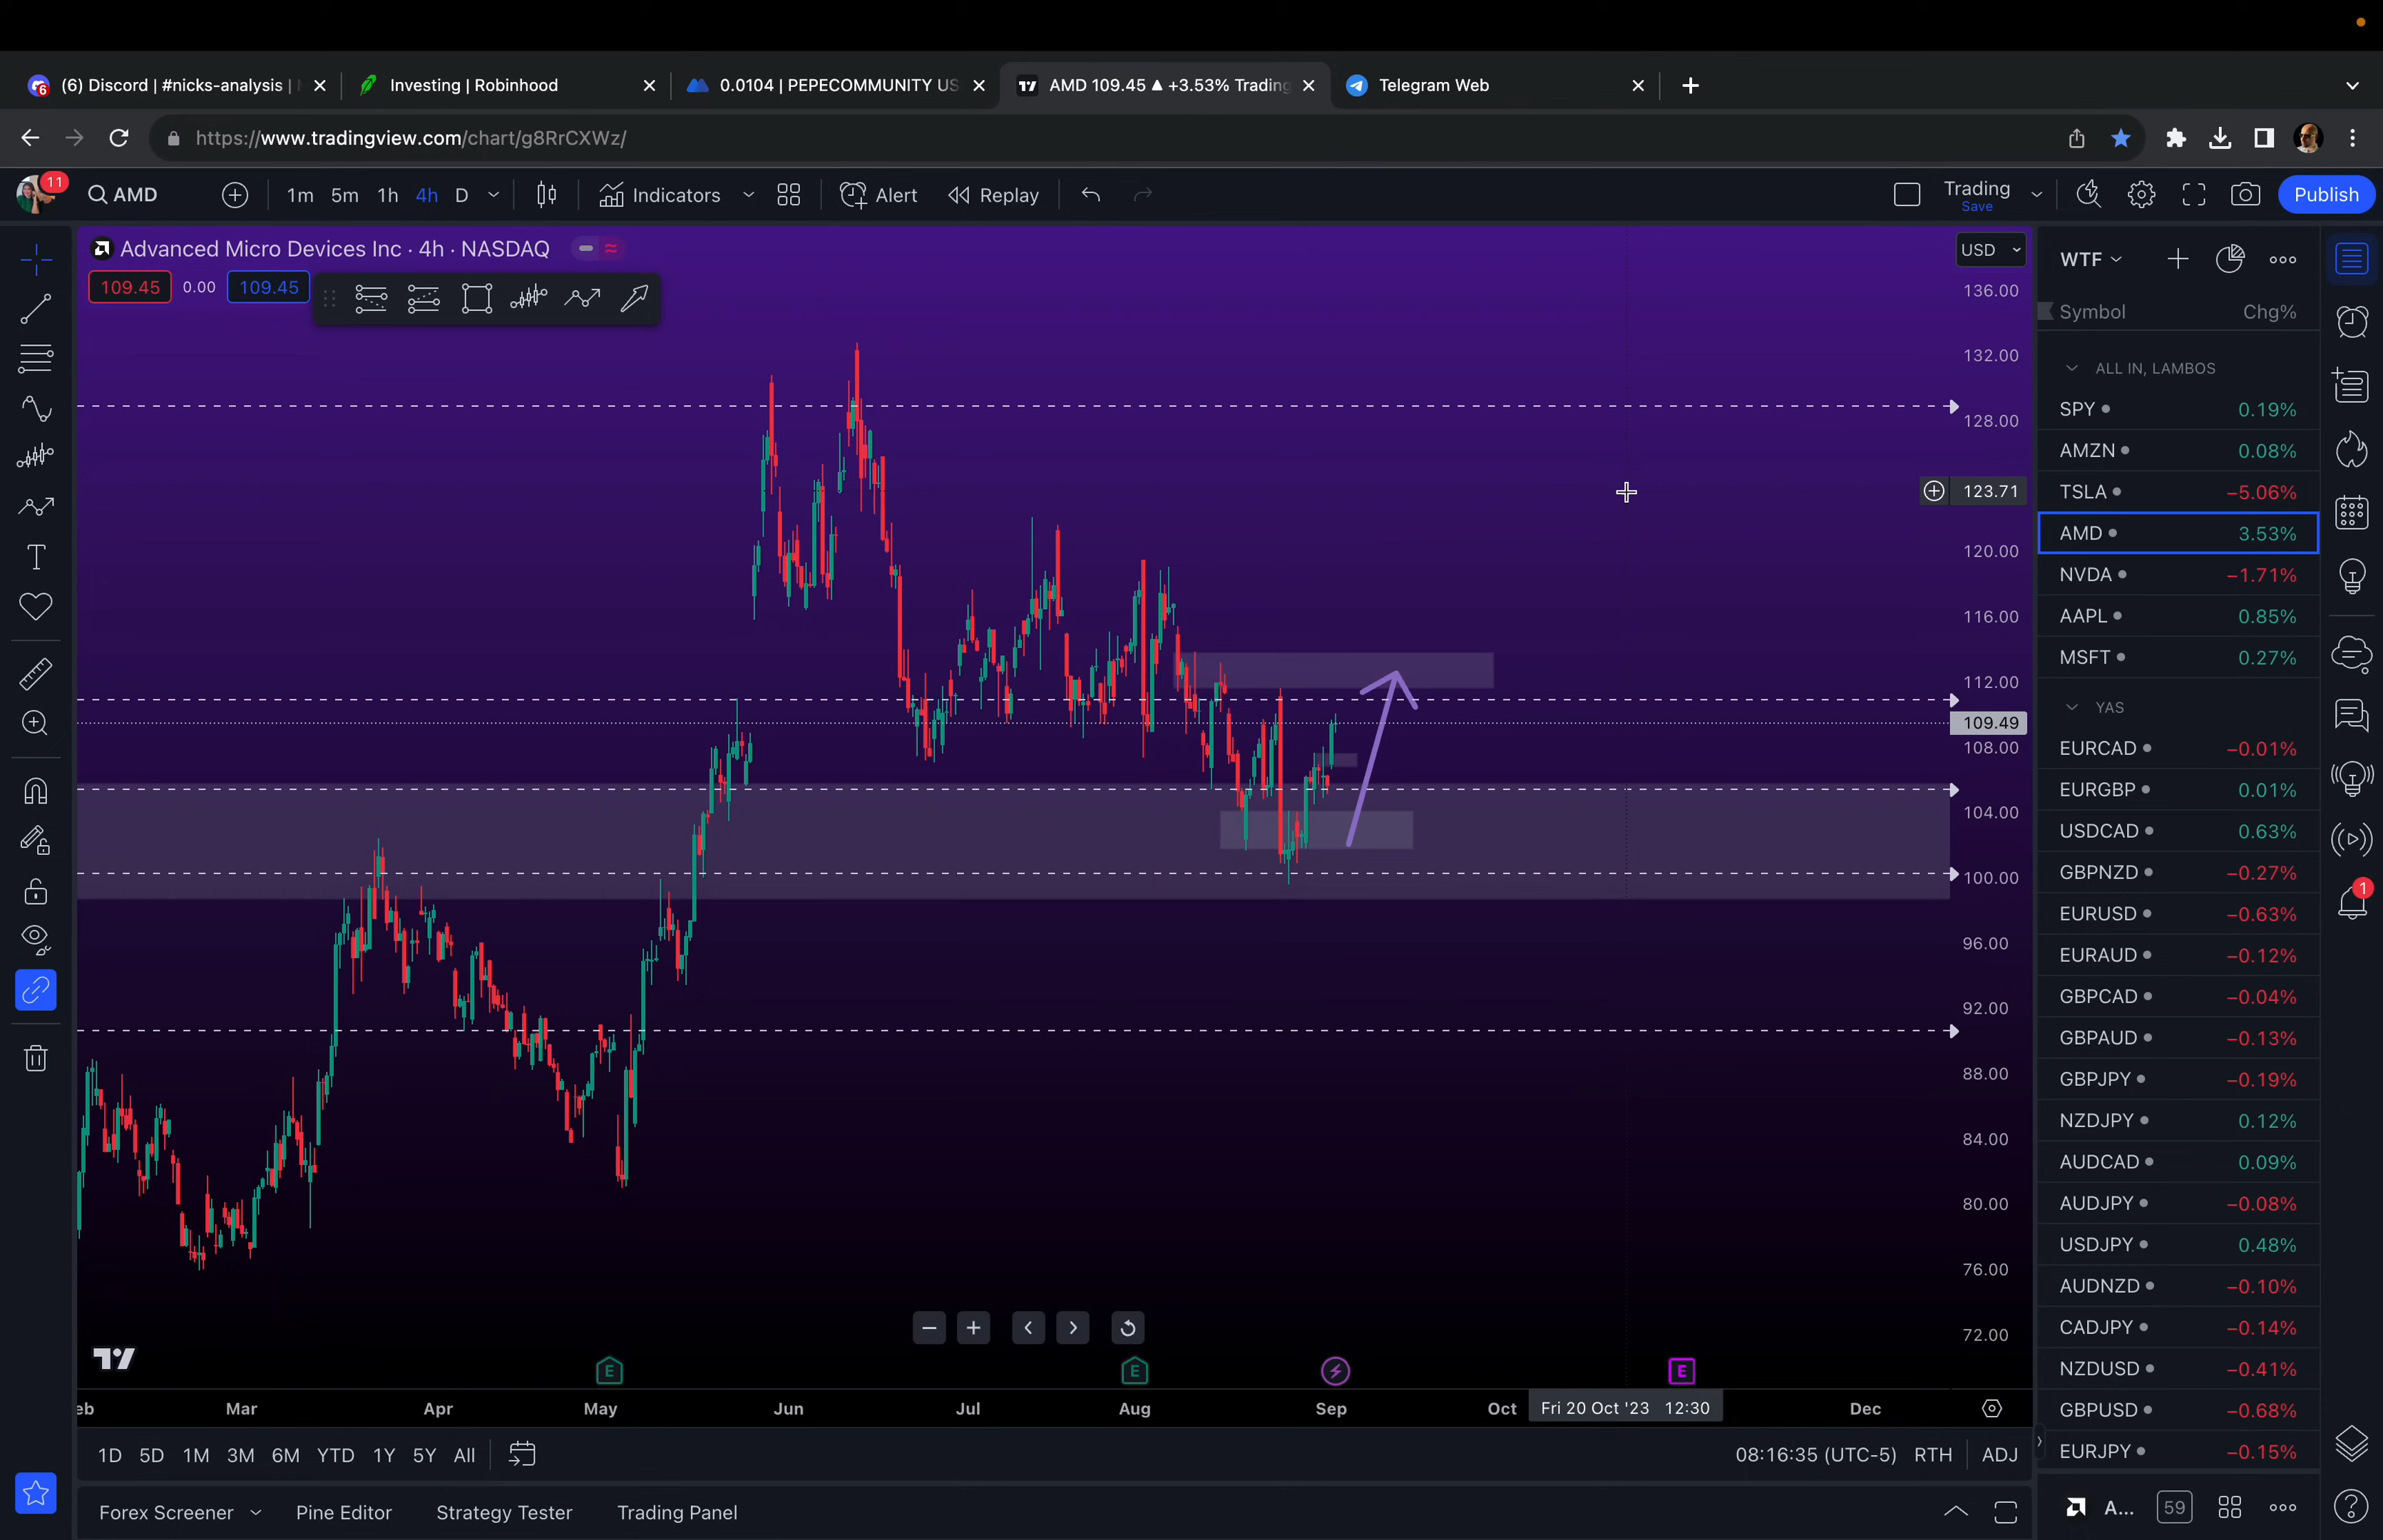 (6) Discord | #nicks-analysis |
Investing | Robinhood
0.0104 | PEPECOMMUNITY US
AMD 109.45 ▲ +3.53% Trading
Telegram Web
https://www.tradingview.com/chart/g8RrCXWz/
11
AMD
1m 5m 1h 4h D
Indicators
Alert
Replay
Trading
Save
Publish
Advanced Micro Devices Inc · 4h · NASDAQ
109.45 0.00 109.45
USD
136.00
132.00
128.00
123.71
120.00
116.00
112.00
109.49
108.00
104.00
100.00
96.00
92.00
88.00
84.00
80.00
76.00
72.00
E
E
E
eb Mar Apr May Jun Jul Aug Sep Oct Fri 20 Oct '23 12:30 Dec
1D 5D 1M 3M 6M YTD 1Y 5Y All
08:16:35 (UTC-5) RTH ADJ
Forex Screener Pine Editor Strategy Tester Trading Panel
WTF
Symbol Chg%
ALL IN, LAMBOS
SPY 0.19%
AMZN 0.08%
TSLA −5.06%
AMD 3.53%
NVDA −1.71%
AAPL 0.85%
MSFT 0.27%
YAS
EURCAD −0.01%
EURGBP 0.01%
USDCAD 0.63%
GBPNZD −0.27%
EURUSD −0.63%
EURAUD −0.12%
GBPCAD −0.04%
GBPAUD −0.13%
GBPJPY −0.19%
NZDJPY 0.12%
AUDCAD 0.09%
AUDJPY −0.08%
USDJPY 0.48%
AUDNZD −0.10%
CADJPY −0.14%
NZDUSD −0.41%
GBPUSD −0.68%
EURJPY −0.15%
A... 59
1